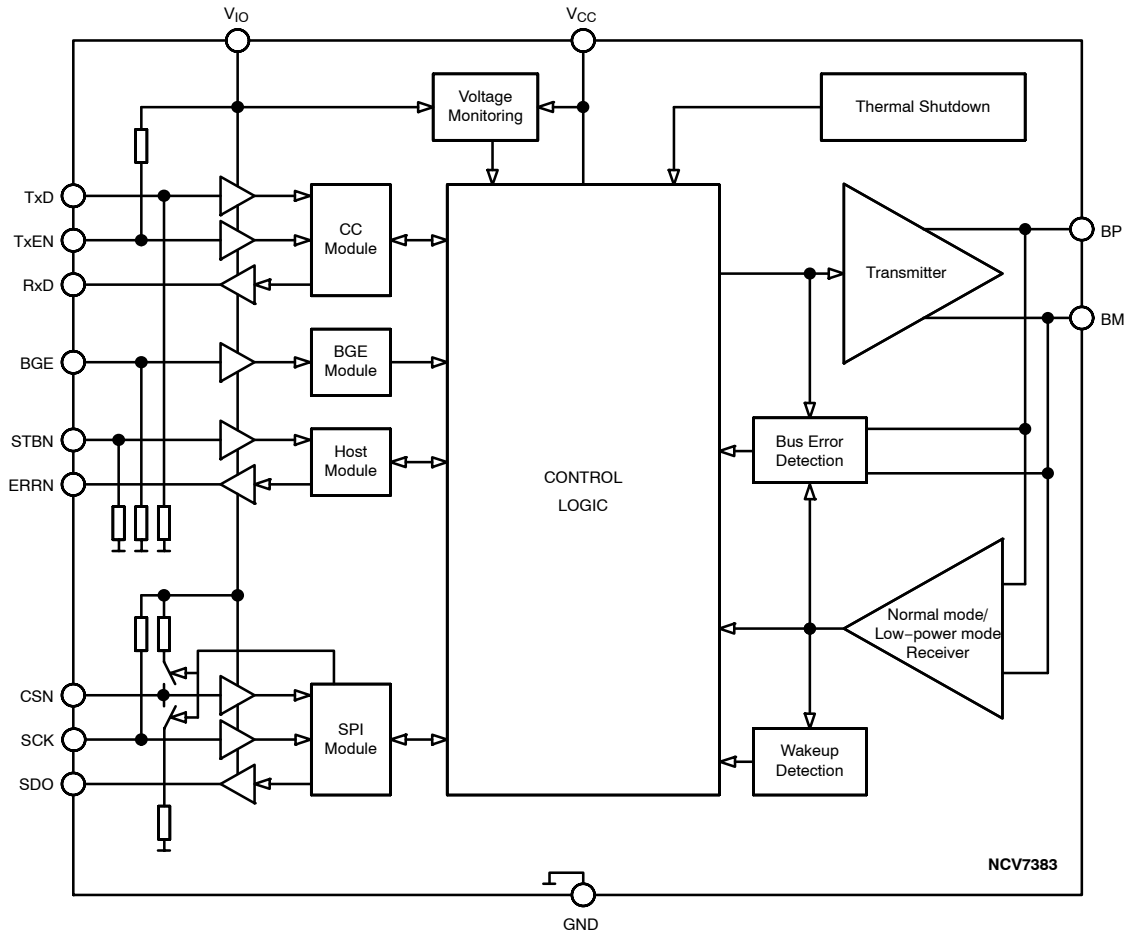 VIO
VCC
Voltage
Monitoring
Thermal Shutdown
TxD
TxEN
RxD
CC
Module
BP
Transmitter
BM
BGE
BGE
Module
STBN
ERRN
Host
Module
CONTROL
LOGIC
Bus Error
Detection
Normal mode/
Low−power mode
Receiver
CSN
SCK
SDO
SPI
Module
Wakeup
Detection
NCV7383
GND